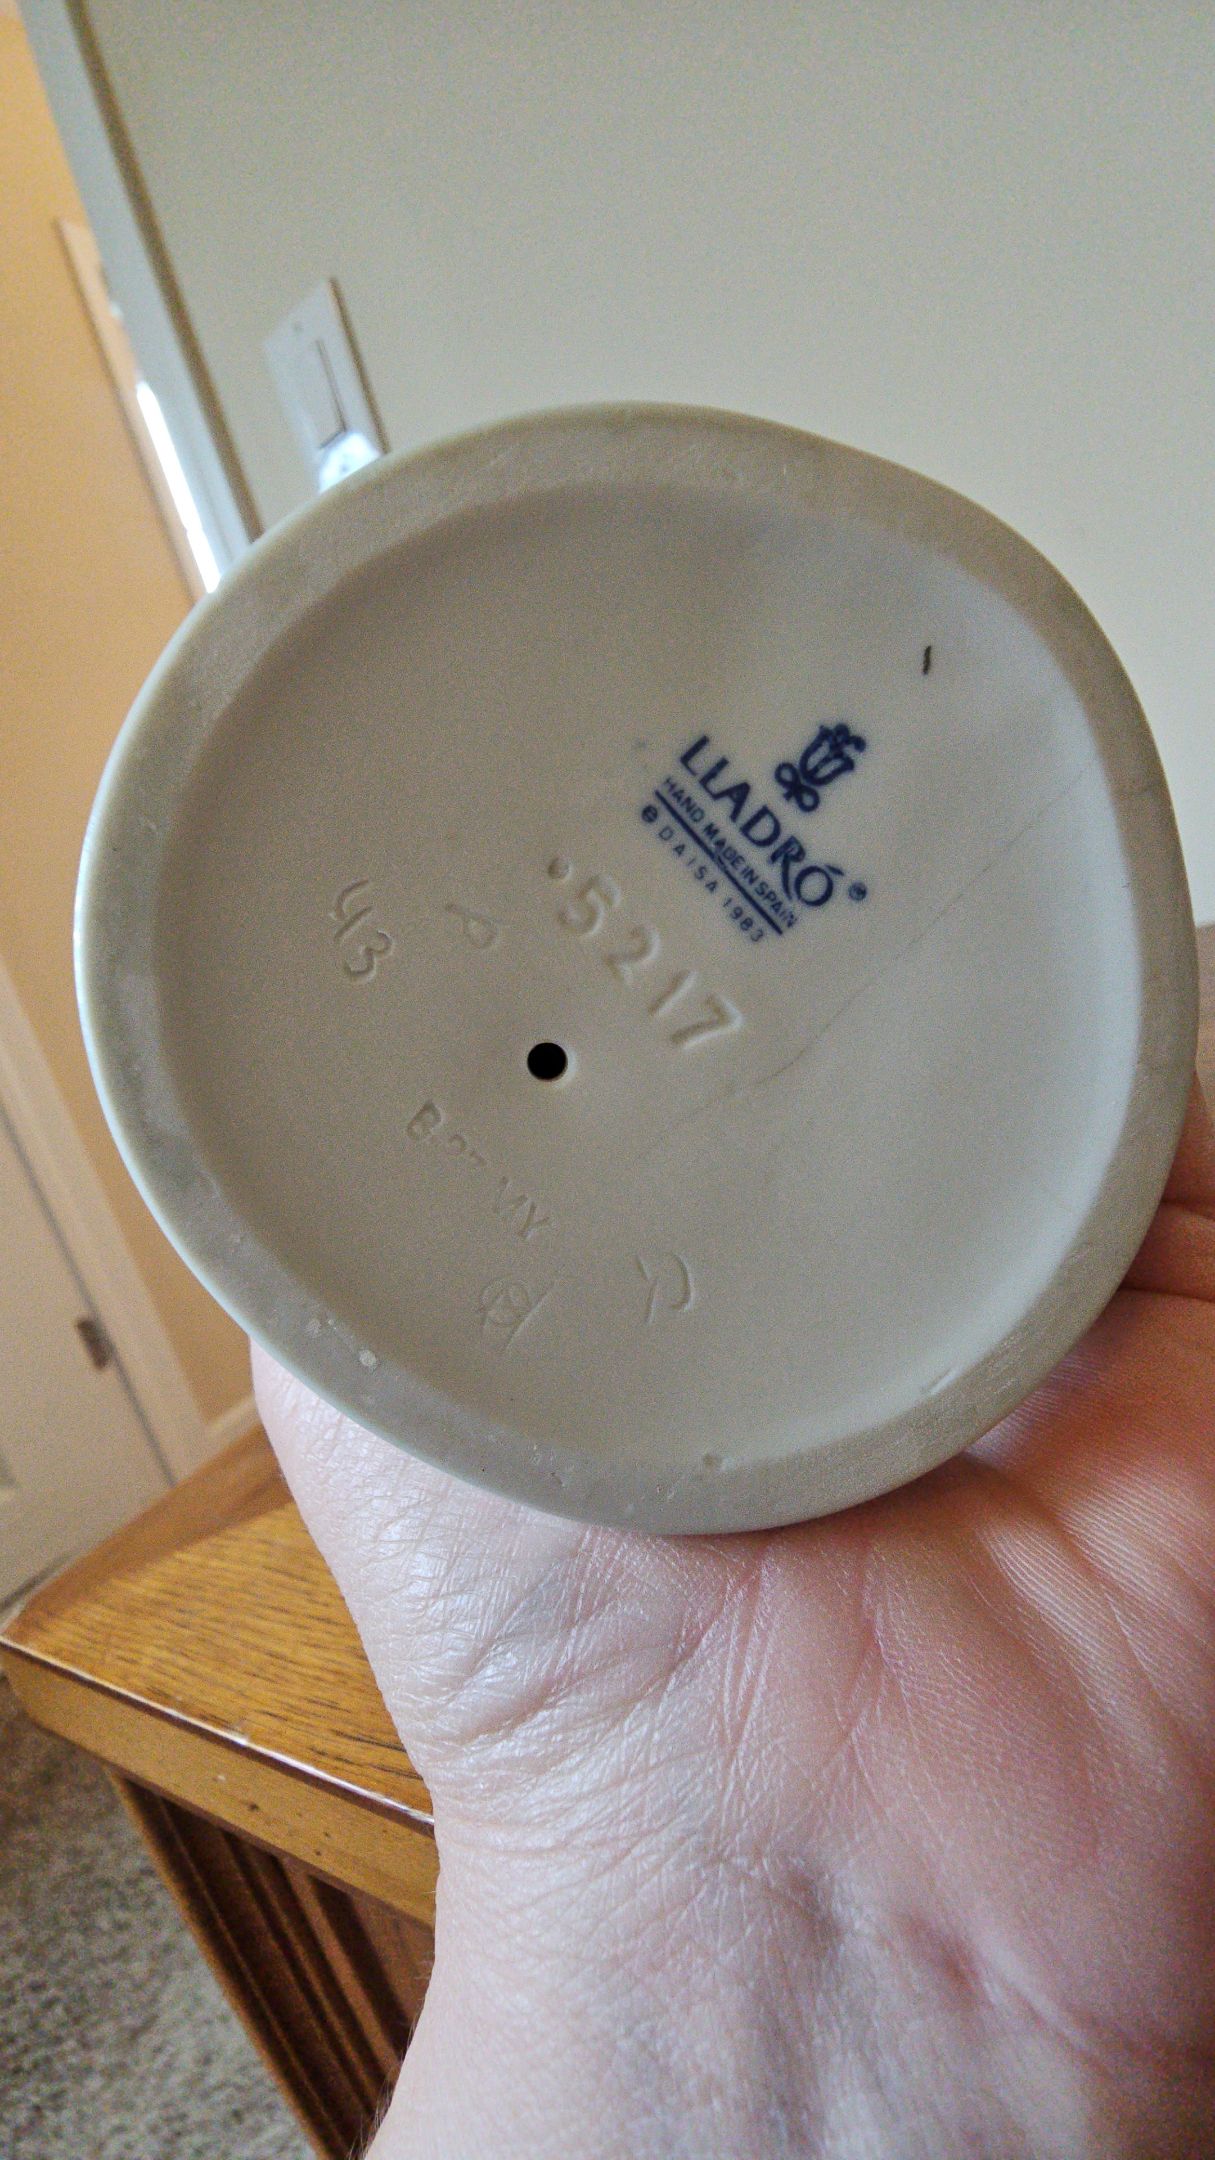 LLADRÓ ®
HAND MADE IN SPAIN
© DAISA 1983
5217
43